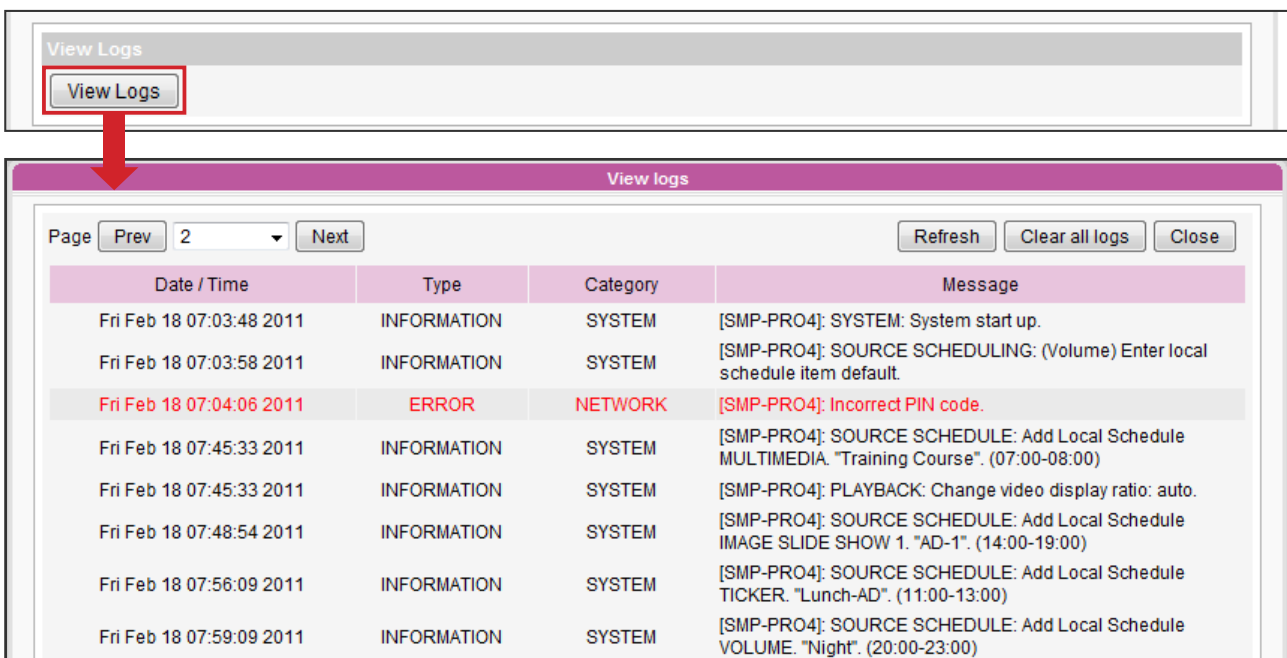 View Logs
View Logs
View logs
Page Prev 2 Next Refresh Clear all logs Close
Date / Time Type Category Message
Fri Feb 18 07:03:48 2011 INFORMATION SYSTEM [SMP-PRO4]: SYSTEM: System start up.
Fri Feb 18 07:03:58 2011 INFORMATION SYSTEM [SMP-PRO4]: SOURCE SCHEDULING: (Volume) Enter local
schedule item default.
Fri Feb 18 07:04:06 2011 ERROR NETWORK [SMP-PRO4]: Incorrect PIN code.
Fri Feb 18 07:45:33 2011 INFORMATION SYSTEM [SMP-PRO4]: SOURCE SCHEDULE: Add Local Schedule
MULTIMEDIA. "Training Course". (07:00-08:00)
Fri Feb 18 07:45:33 2011 INFORMATION SYSTEM [SMP-PRO4]: PLAYBACK: Change video display ratio: auto.
Fri Feb 18 07:48:54 2011 INFORMATION SYSTEM [SMP-PRO4]: SOURCE SCHEDULE: Add Local Schedule
IMAGE SLIDE SHOW 1. "AD-1". (14:00-19:00)
Fri Feb 18 07:56:09 2011 INFORMATION SYSTEM [SMP-PRO4]: SOURCE SCHEDULE: Add Local Schedule
TICKER. "Lunch-AD". (11:00-13:00)
Fri Feb 18 07:59:09 2011 INFORMATION SYSTEM [SMP-PRO4]: SOURCE SCHEDULE: Add Local Schedule
VOLUME. "Night". (20:00-23:00)